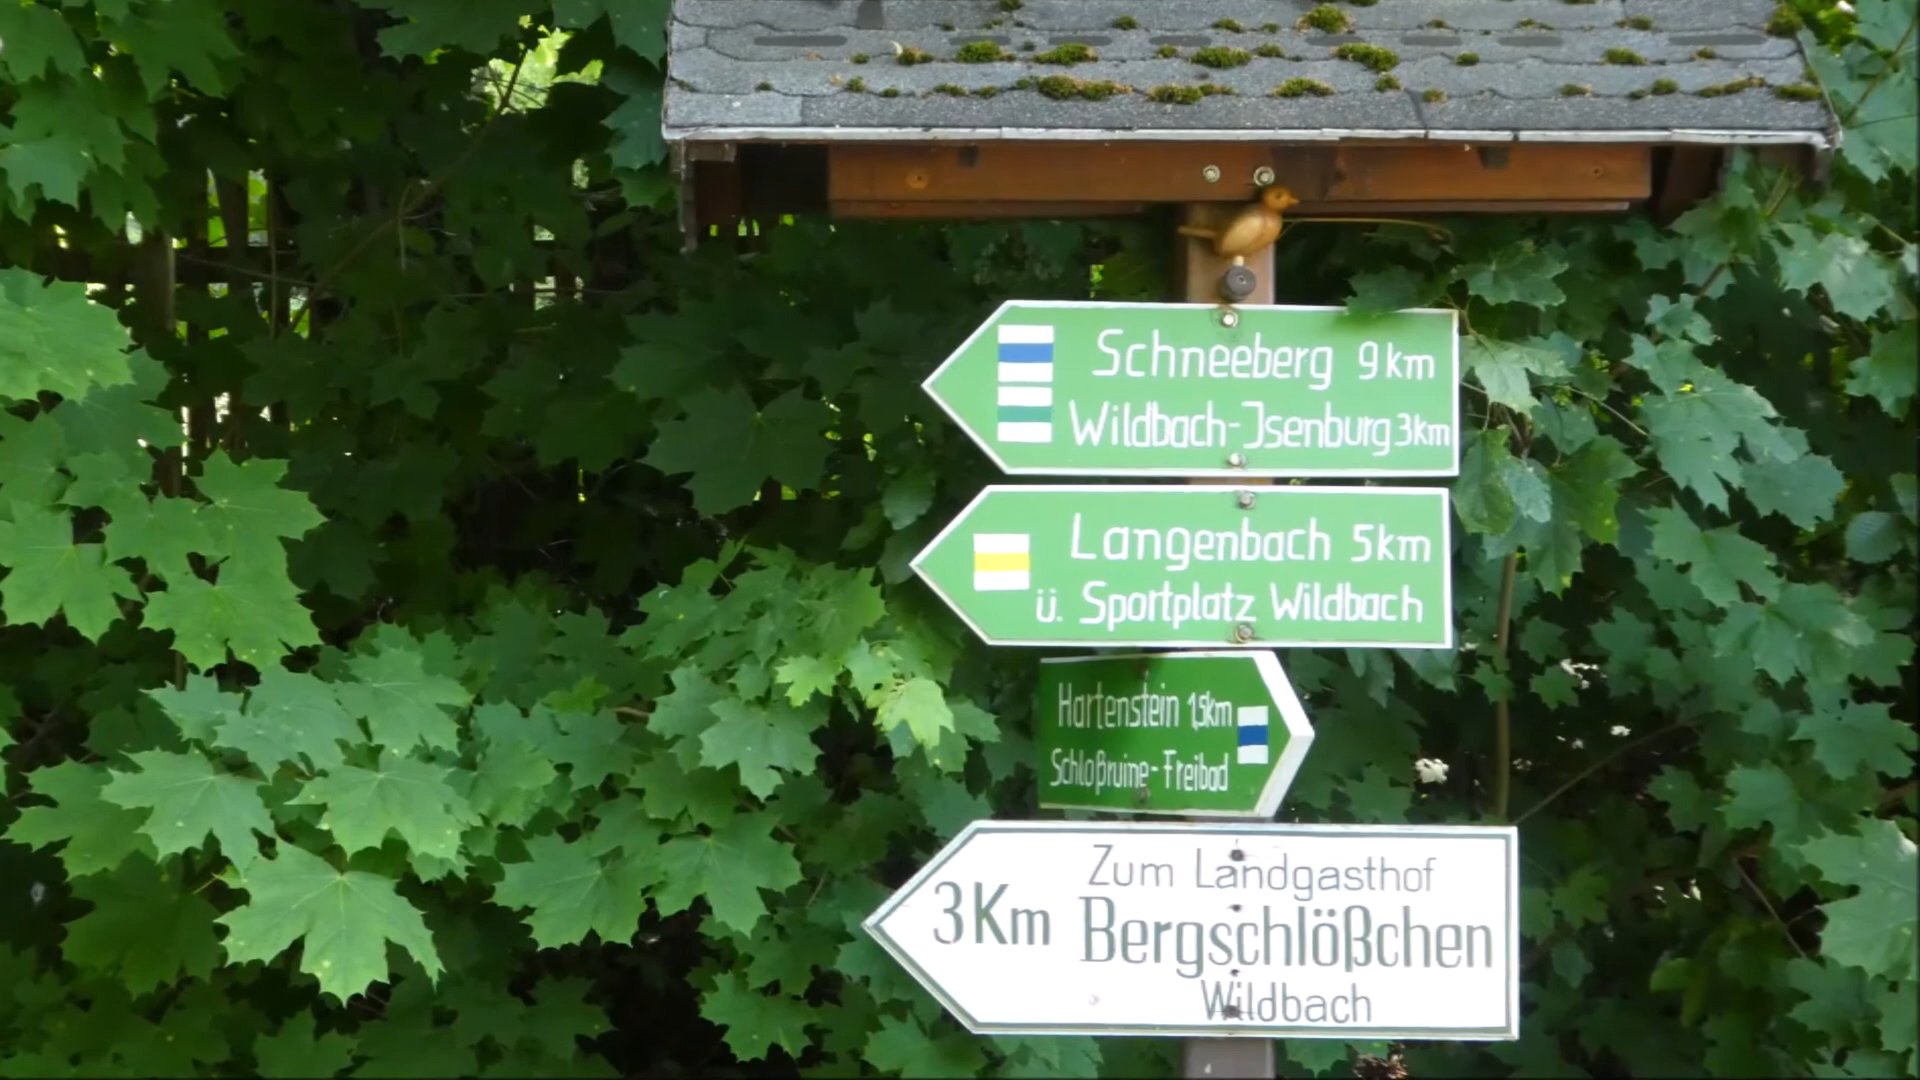 Schneeberg 9km
Wildbach-Jsenburg 3km
Langenbach 5km
ü. Sportplatz Wildbach
Hartenstein 1,5km
Schloßruine-Freibad
Zum Landgasthof
3Km Bergschlößchen
Wildbach